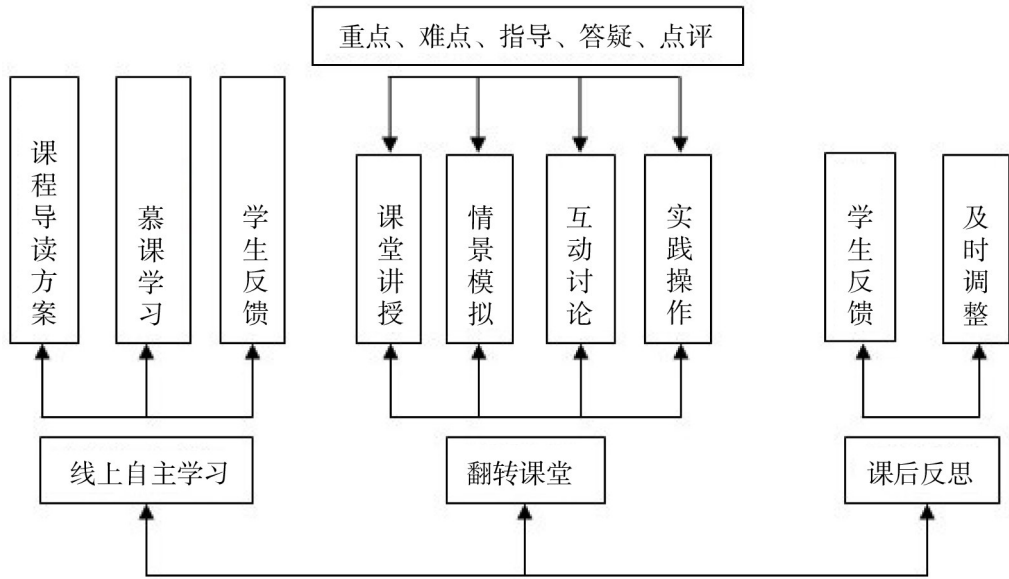 重点、难点、指导、答疑、点评
课程导读方案
慕课学习
学生反馈
课堂讲授
情景模拟
互动讨论
实践操作
学生反馈
及时调整
线上自主学习
翻转课堂
课后反思